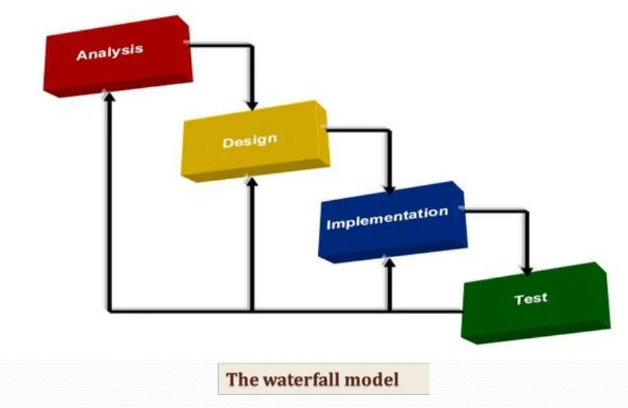 Analysis
Design
Implementation
Test
The waterfall model